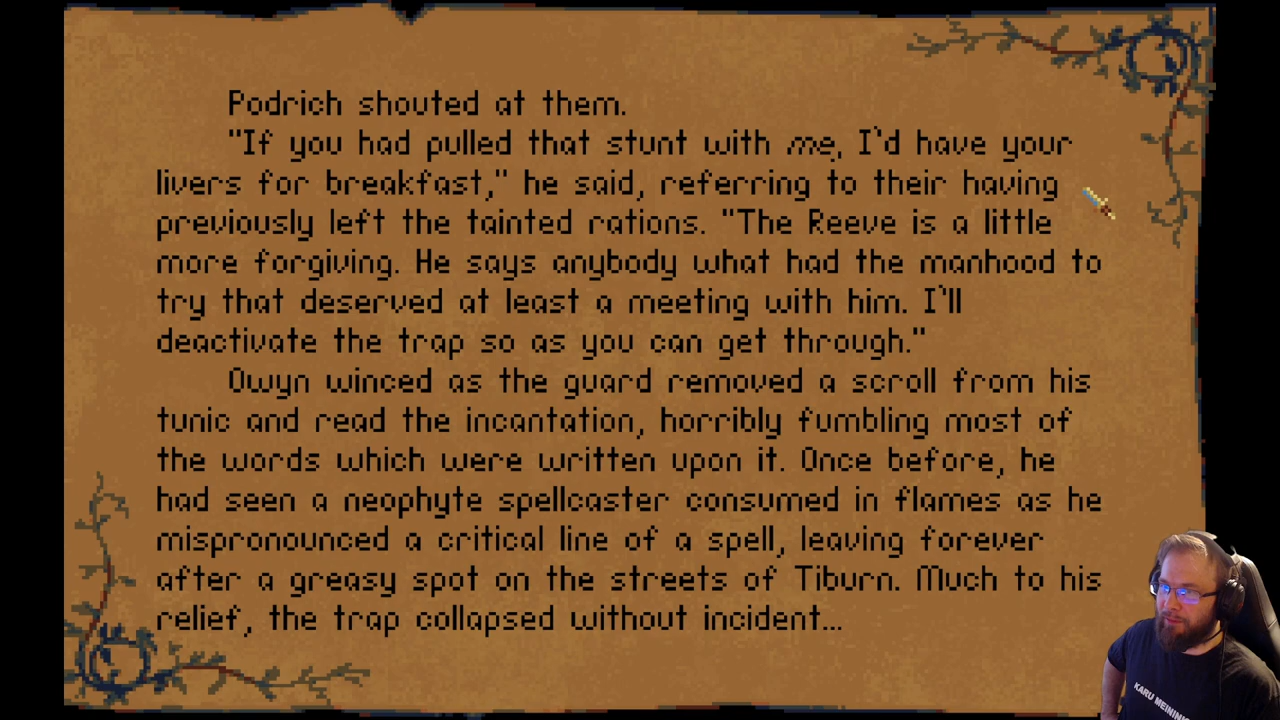 Podrich shouted at them.
"If you had pulled that stunt with me, I'd have your
livers for breakfast," he said, referring to their having
previously left the tainted rations. "The Reeve is a little
more forgiving. He says anybody what had the manhood to
try that deserved at least a meeting with him. I'll
deactivate the trap so as you can get through."
Owyn winced as the guard removed a scroll from his
tunic and read the incantation, horribly fumbling most of
the words which were written upon it. Once before, he
had seen a neophyte spellcaster consumed in flames as he
mispronounced a critical line of a spell, leaving forever
after a greasy spot on the streets of Tiburn. Much to his
relief, the trap collapsed without incident...
KARU